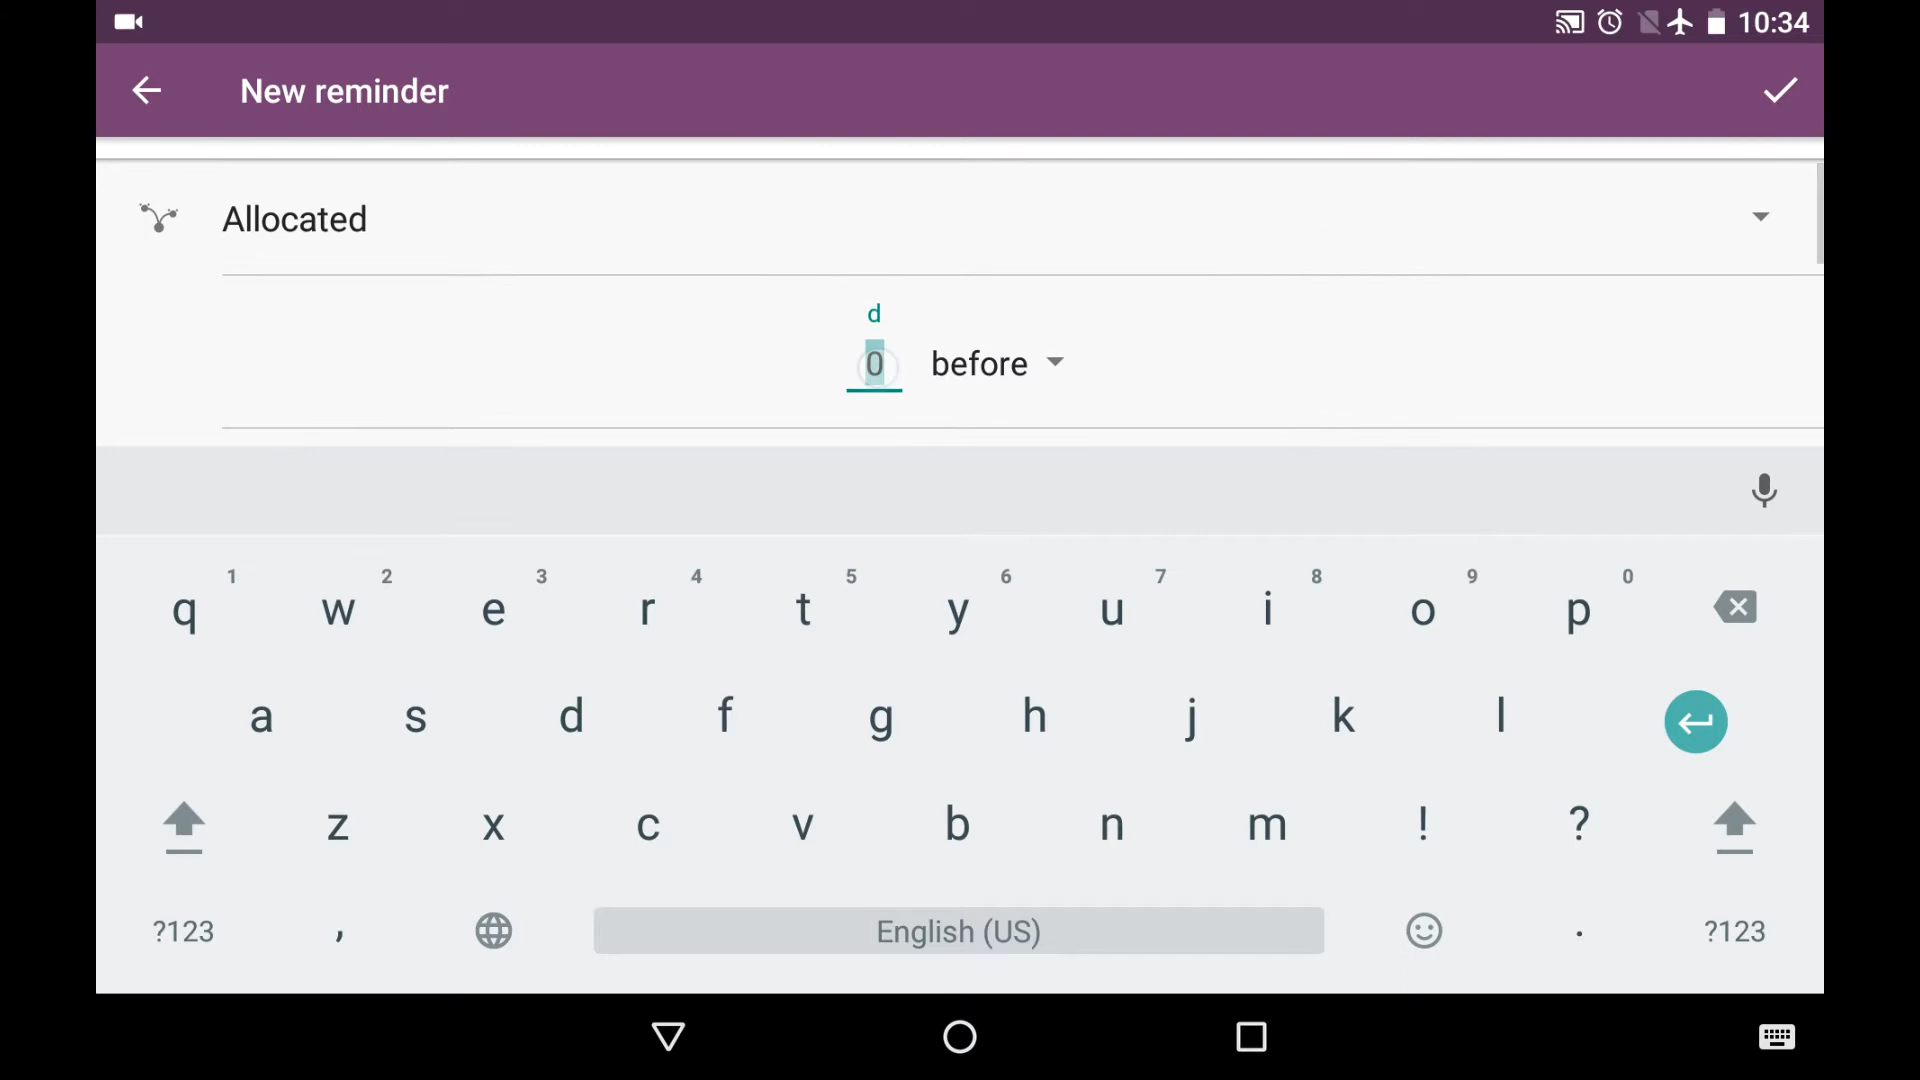 10:34
New reminder
Allocated
d
0 before
1 2 3 4 5 6 7 8 9 0
q w e r t y u i o p
a s d f g h j k l
z x c v b n m ! ?
?123 , English (US) . ?123